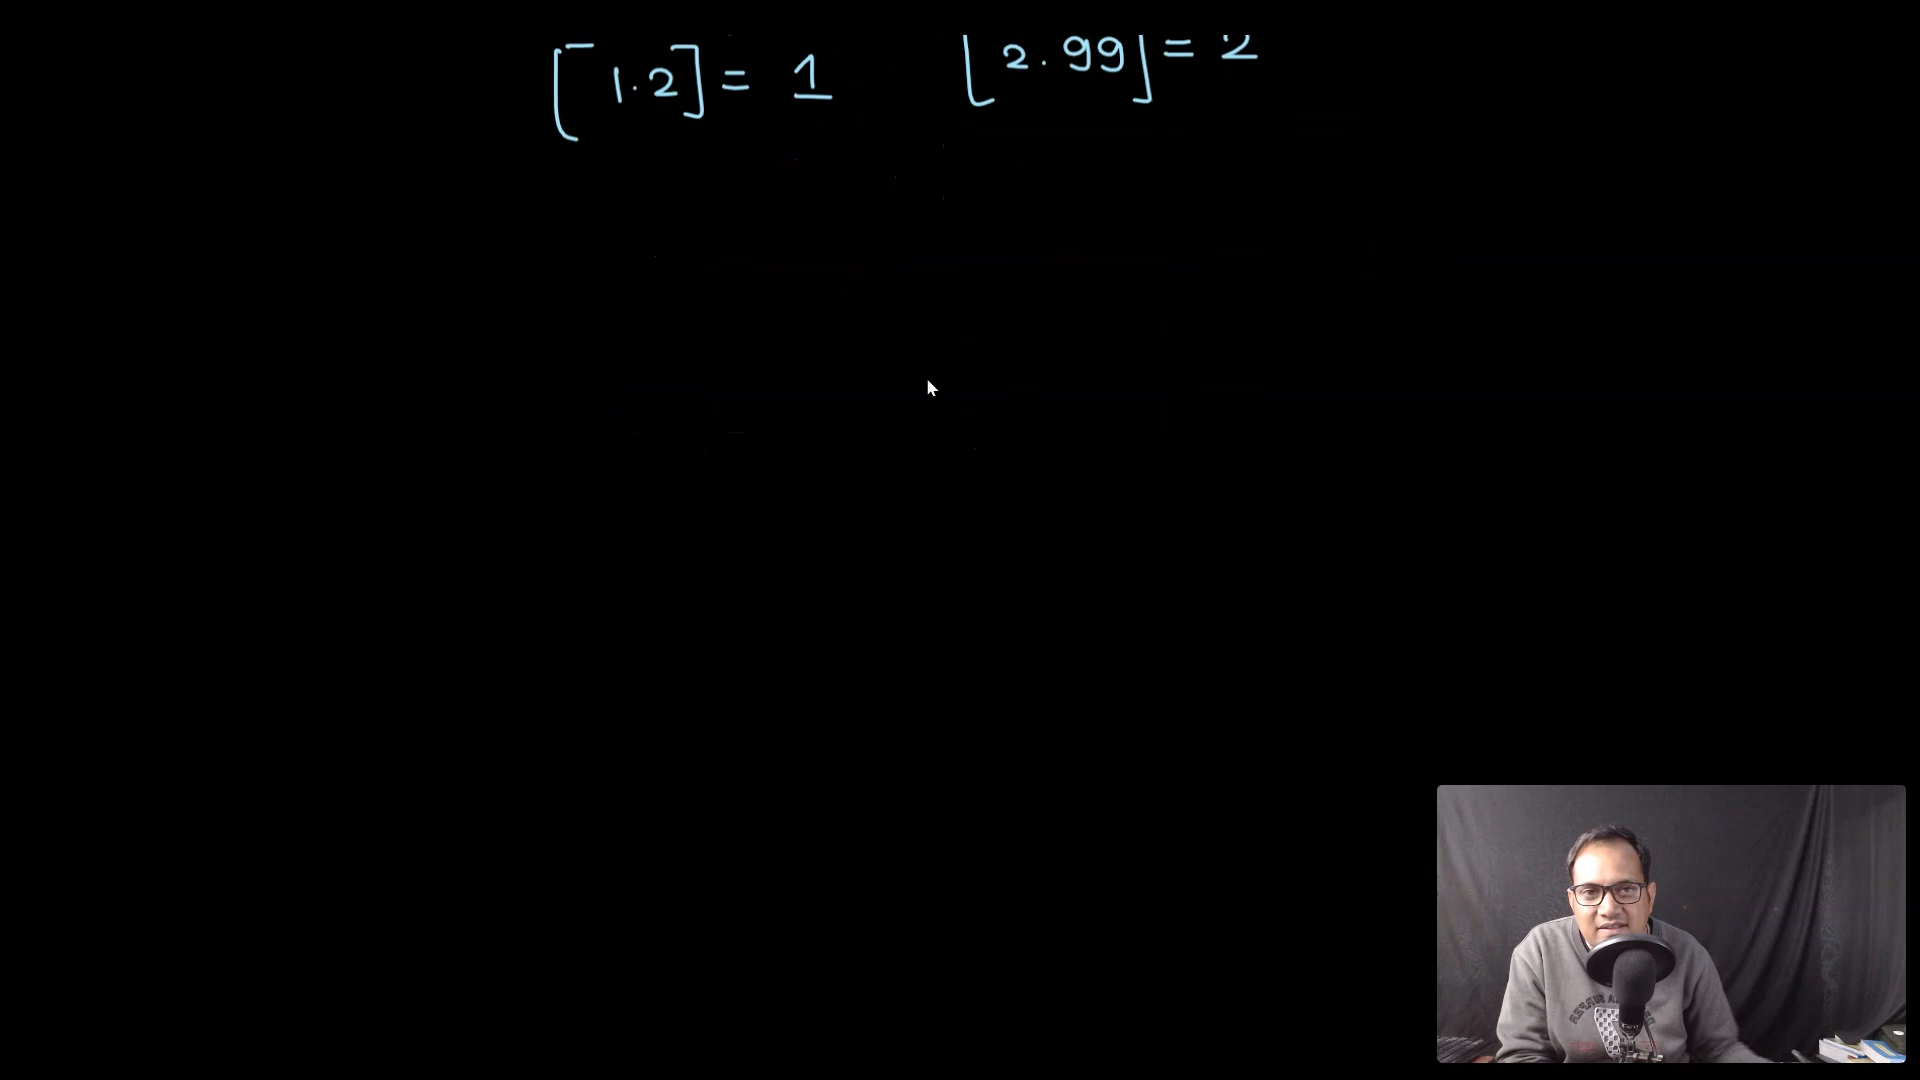 [1.2] = 1
[2.99] = 2